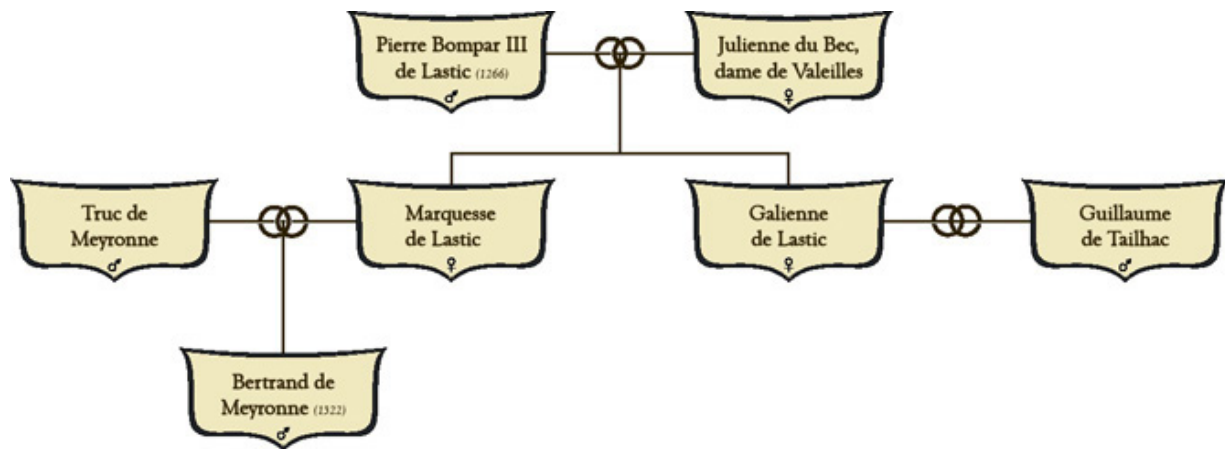 Pierre Bompar III
de Lastic (1266)
♂
Julienne du Bec,
dame de Valeilles
♀
Truc de
Meyronne
♂
Marquesse
de Lastic
♀
Galienne
de Lastic
♀
Guillaume
de Tailhac
♂
Bertrand de
Meyronne (1322)
♂